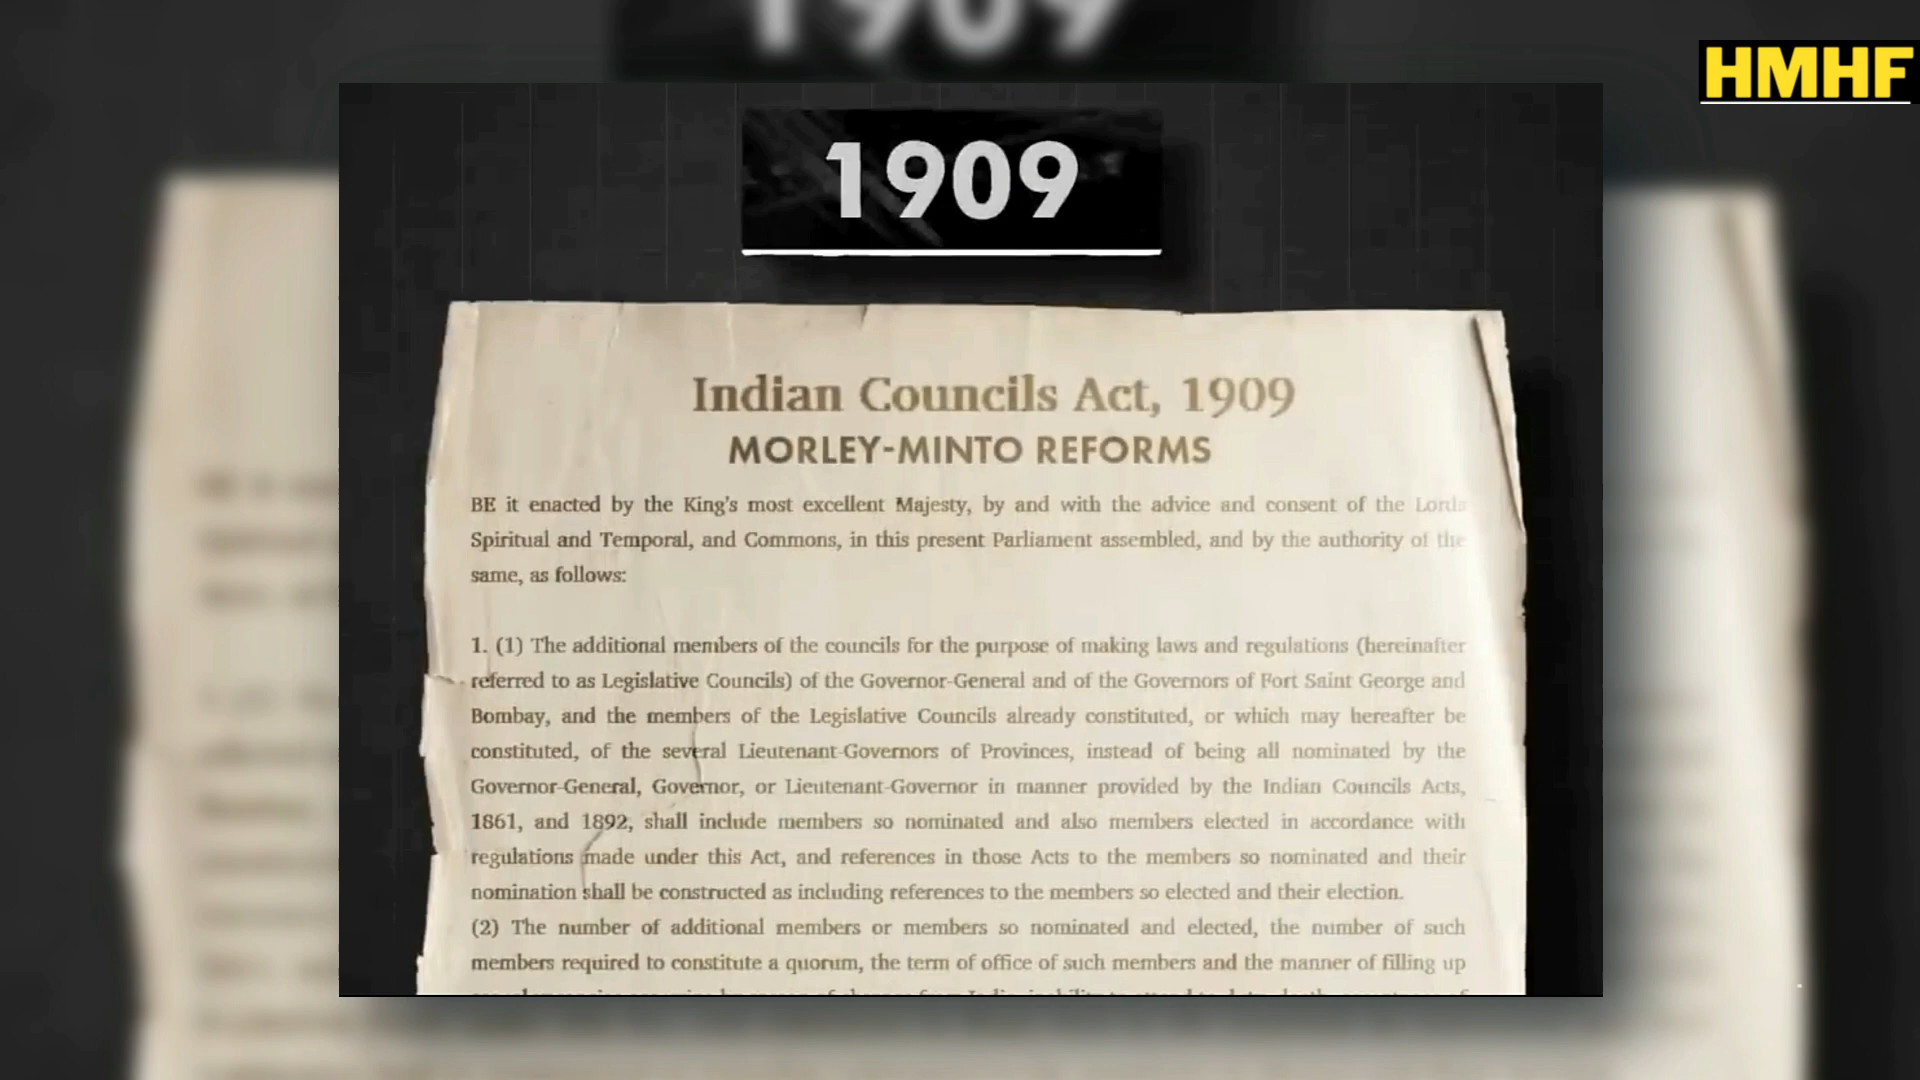 1909
HMHF
1909
Indian Councils Act, 1909
MORLEY-MINTO REFORMS
BE it enacted by the King's most excellent Majesty, by and with the advice and consent of the Lords
Spiritual and Temporal, and Commons, in this present Parliament assembled, and by the authority of the
same, as follows:
1. (1) The additional members of the councils for the purpose of making laws and regulations (hereinafter
referred to as Legislative Councils) of the Governor-General and of the Governors of Fort Saint George and
Bombay, and the members of the Legislative Councils already constituted, or which may hereafter be
constituted, of the several Lieutenant-Governors of Provinces, instead of being all nominated by the
Governor-General, Governor, or Lieutenant-Governor in manner provided by the Indian Councils Acts,
1861, and 1892, shall include members so nominated and also members elected in accordance with
regulations made under this Act, and references in those Acts to the members so nominated and their
nomination shall be constructed as including references to the members so elected and their election.
(2) The number of additional members or members so nominated and elected, the number of such
members required to constitute a quorum, the term of office of such members and the manner of filling up